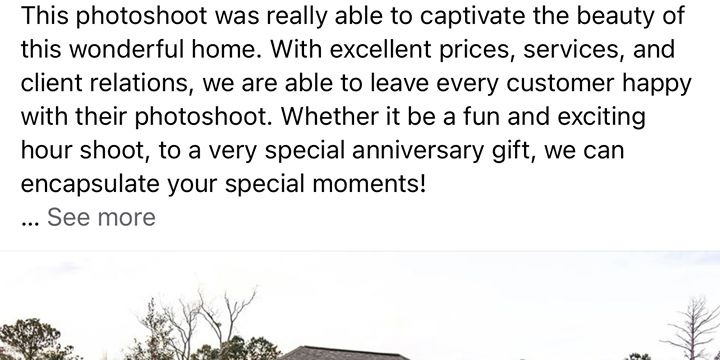 This photoshoot was really able to captivate the beauty of
this wonderful home. With excellent prices, services, and
client relations, we are able to leave every customer happy
with their photoshoot. Whether it be a fun and exciting
hour shoot, to a very special anniversary gift, we can
encapsulate your special moments!
... See more